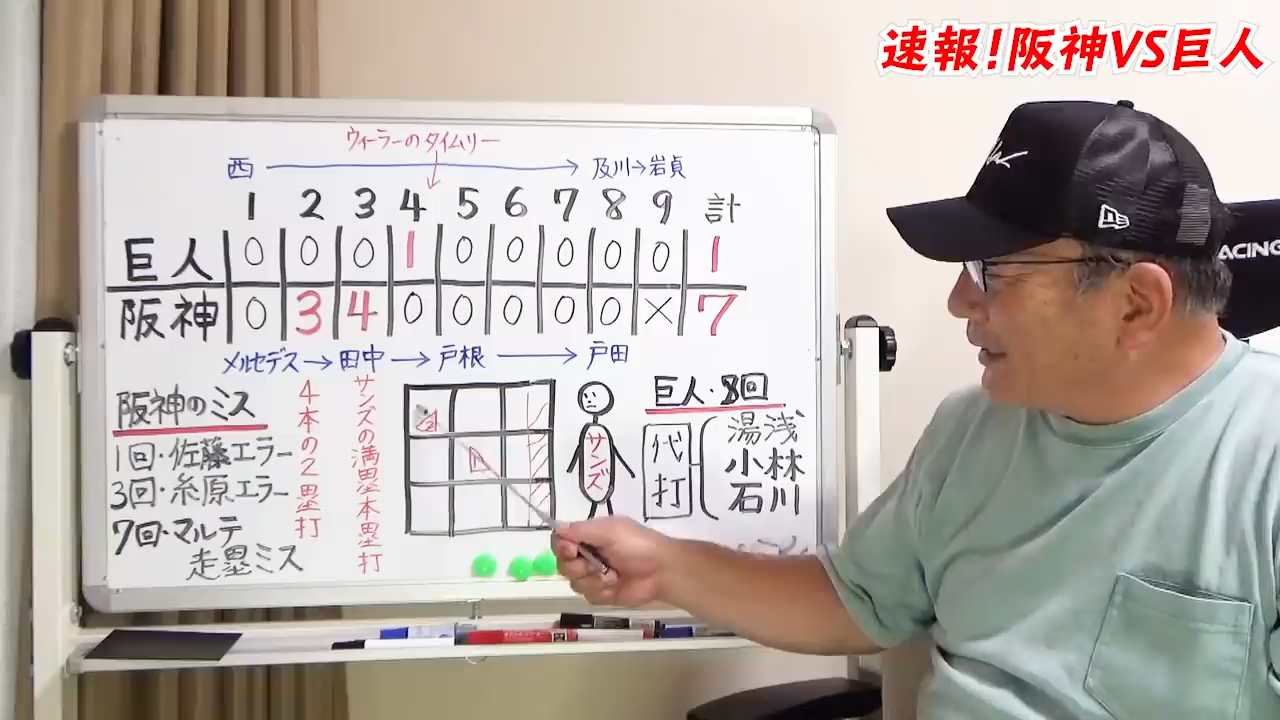 速報!阪神VS巨人
ウィーラーのタイムリー
西 → 及川→岩貞
1 2 3 4 5 6 7 8 9 計
巨人 0 0 0 1 0 0 0 0 0 1
阪神 0 3 4 0 0 0 0 0 × 7
メルセデス→田中→戸根→戸田
阪神のミス
1回・佐藤エラー
3回・糸原エラー
7回・マルテ
走塁ミス
4本の2塁打
サンズの満塁本塁打
サンズ
巨人・8回
代打
湯浅
小林
石川
ACING